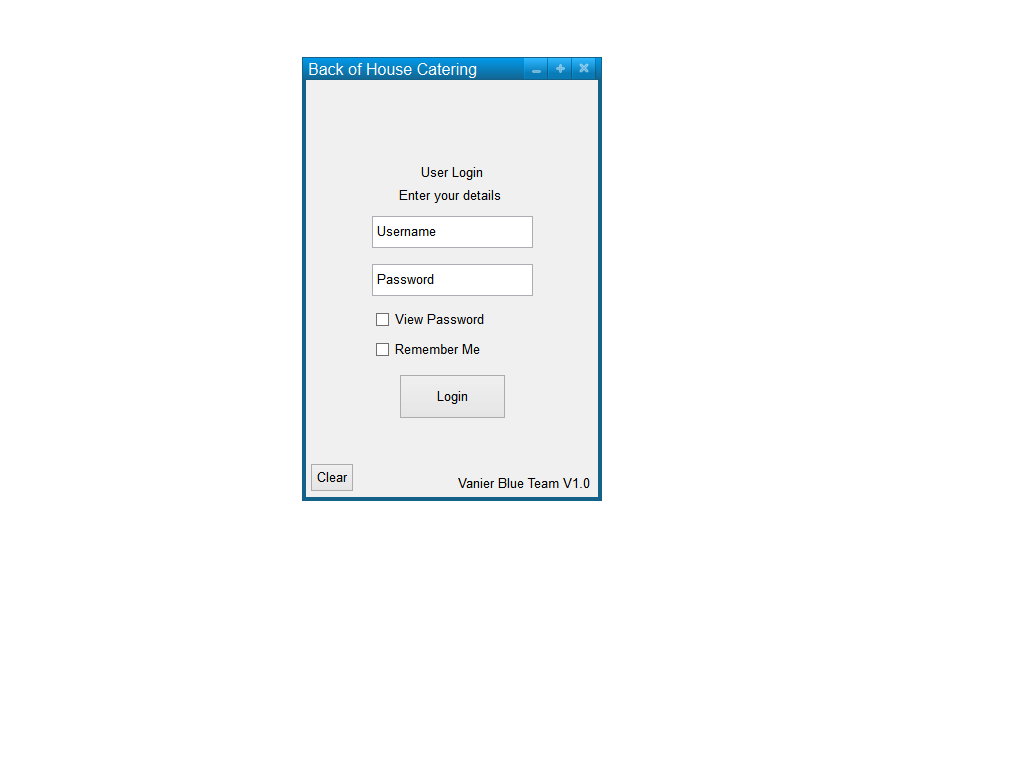 Back of House Catering
User Login
Enter your details
Username
Password
View Password
Remember Me
Login
Clear
Vanier Blue Team V1.0